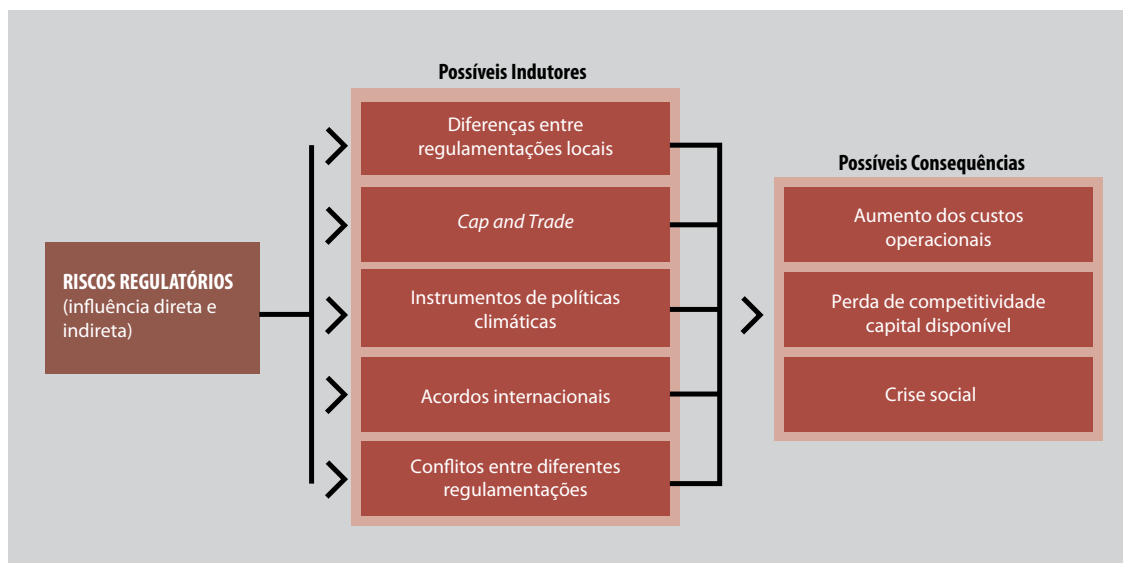 Possíveis Indutores
Diferenças entre
regulamentações locais
Cap and Trade
Instrumentos de políticas
climáticas
Acordos internacionais
Conflitos entre diferentes
regulamentações
RISCOS REGULATÓRIOS
(influência direta e
indireta)
Possíveis Consequências
Aumento dos custos
operacionais
Perda de competitividade
capital disponível
Crise social